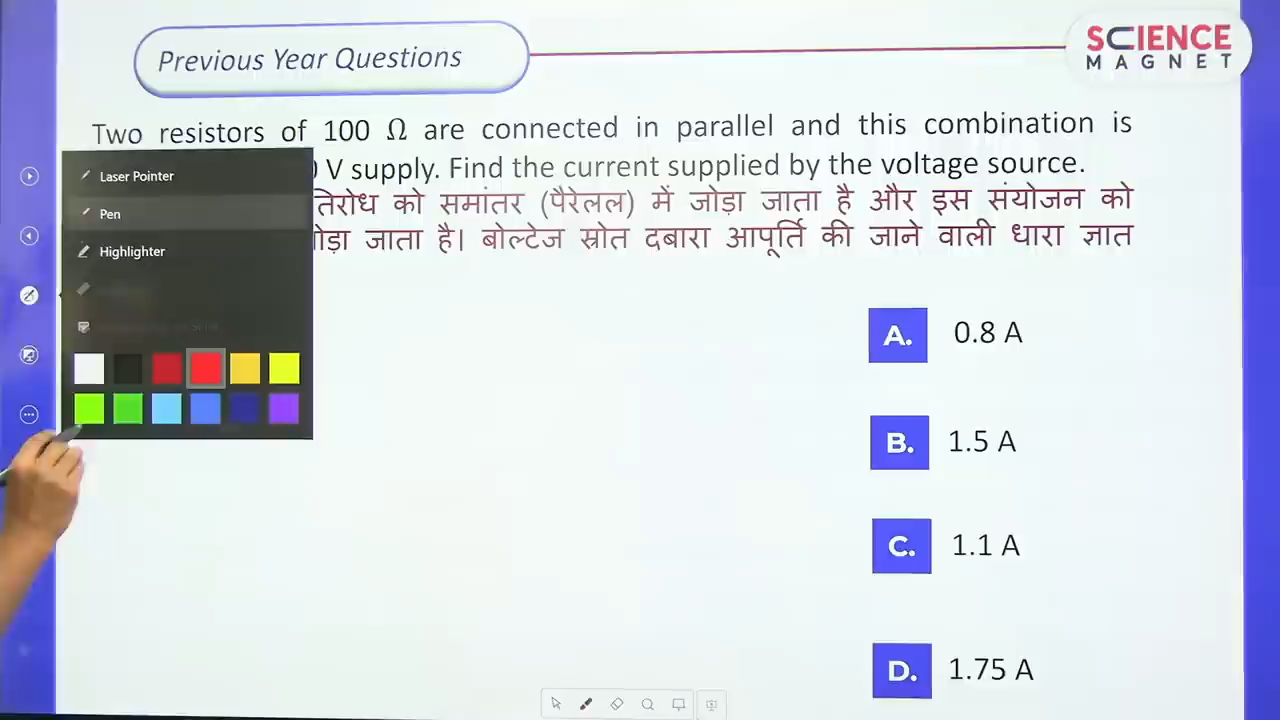 Previous Year Questions
SCIENCE
MAGNET
Two resistors of 100 Ω are connected in parallel and this combination is
V supply. Find the current supplied by the voltage source.
को समांतर (पैरेलल) में जोड़ा जाता है और इस संयोजन को
जाता है। बोल्टेज स्रोत दबारा आपूर्ति की जाने वाली धारा ज्ञात
Laser Pointer
Pen
Highlighter
A. 0.8 A
B. 1.5 A
C. 1.1 A
D. 1.75 A